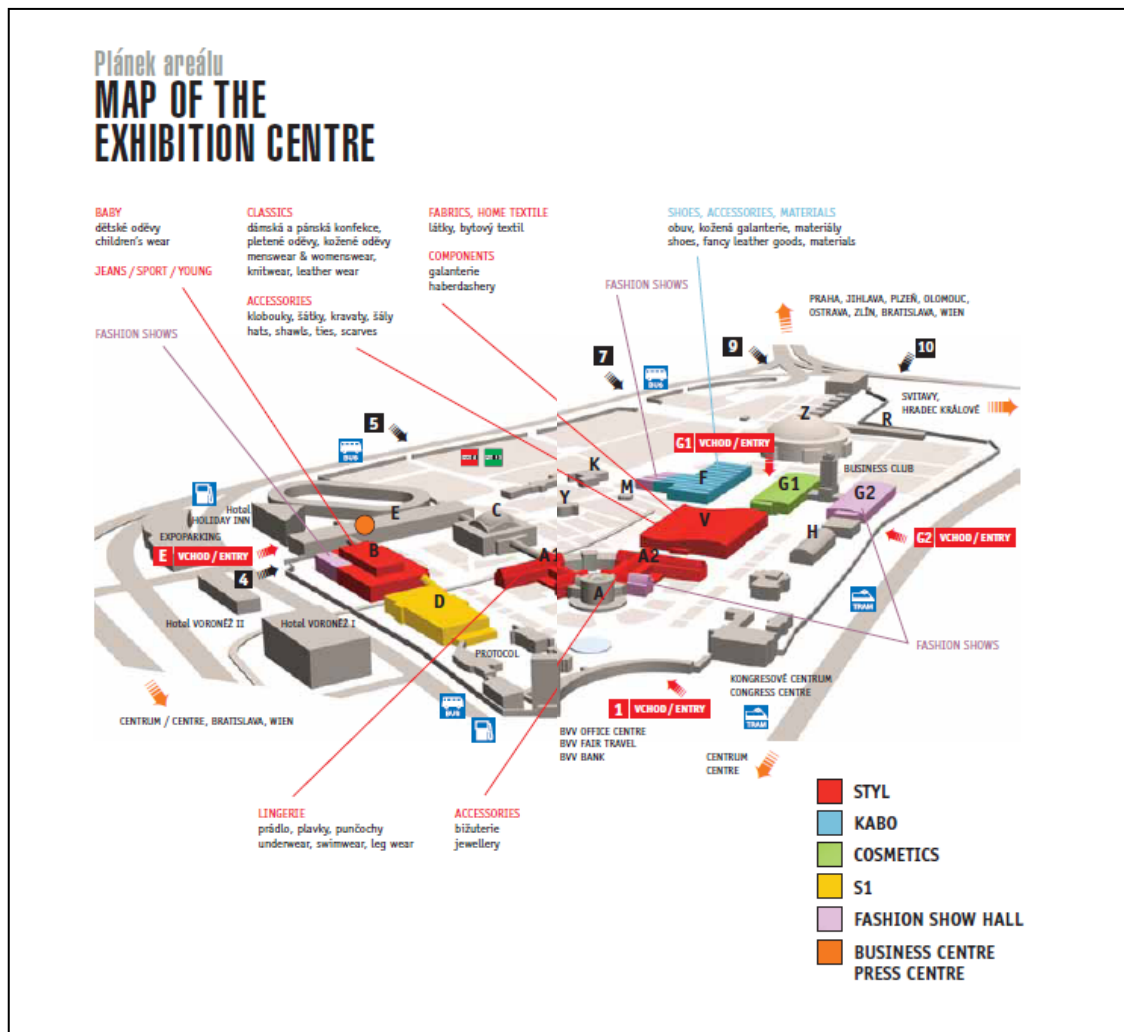 Plánek areálu
MAP OF THE
EXHIBITION CENTRE
BABY
dětské oděvy
children's wear
JEANS / SPORT / YOUNG
FASHION SHOWS
CLASSICS
dámská a pánská konfekce,
pletené oděvy, kožené oděvy
menswear & womenswear,
knitwear, leather wear
ACCESSORIES
klobouky, šátky, kravaty, šály
hats, shawls, ties, scarves
FABRICS, HOME TEXTILE
látky, bytový textil
COMPONENTS
galanterie
haberdashery
SHOES, ACCESSORIES, MATERIALS
obuv, kožená galanterie, materiály
shoes, fancy leather goods, materials
FASHION SHOWS
PRAHA, JIHLAVA, PLZEŇ, OLOMOUC,
OSTRAVA, ZLÍN, BRATISLAVA, WIEN
9
10
7
BUS
SVITAVY,
HRADEC KRÁLOVÉ
5
BUS
Z
R
G1 VCHOD / ENTRY
K
M
F
G1
BUSINESS CLUB
G2
Y
Hotel
HOLIDAY INN
EXPOPARKING
E
C
V
H
E VCHOD / ENTRY
G2 VCHOD / ENTRY
B
A1
A2
4
A
D
TRAM
Hotel VORONĚŽ II
Hotel VORONĚŽ I
PROTOCOL
FASHION SHOWS
KONGRESOVÉ CENTRUM
CONGRESS CENTRE
BUS
1 VCHOD / ENTRY
TRAM
CENTRUM / CENTRE, BRATISLAVA, WIEN
BVV OFFICE CENTRE
BVV FAIR TRAVEL
BVV BANK
CENTRUM
CENTRE
LINGERIE
prádlo, plavky, punčochy
underwear, swimwear, leg wear
ACCESSORIES
bižuterie
jewellery
STYL
KABO
COSMETICS
S1
FASHION SHOW HALL
BUSINESS CENTRE
PRESS CENTRE